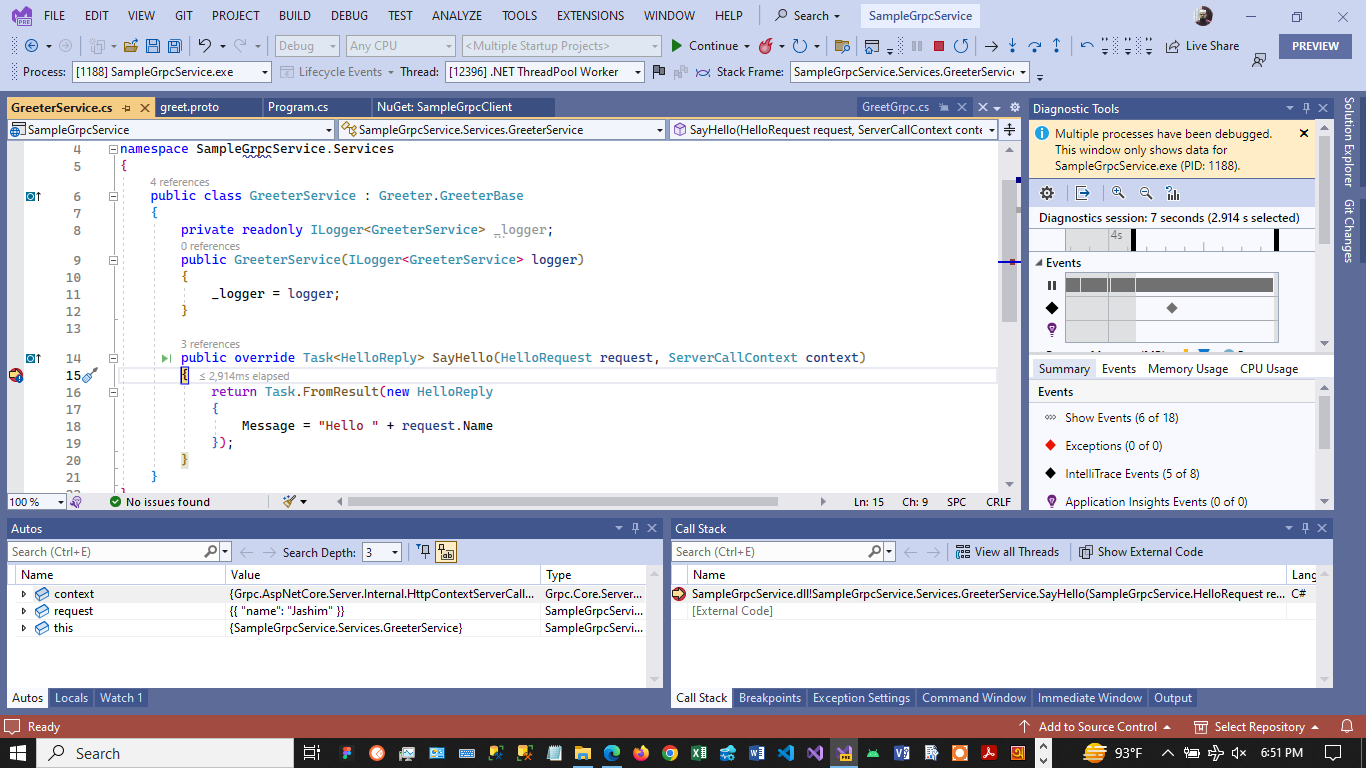 FILE EDIT VIEW GIT PROJECT BUILD DEBUG TEST ANALYZE TOOLS EXTENSIONS WINDOW HELP Search SampleGrpcService
PRE
Debug Any CPU <Multiple Startup Projects> Continue Live Share PREVIEW
Process: [1188] SampleGrpcService.exe Lifecycle Events Thread: [12396] .NET ThreadPool Worker Stack Frame: SampleGrpcService.Services.GreeterService
GreeterService.cs greet.proto Program.cs NuGet: SampleGrpcClient GreetGrpc.cs
SampleGrpcService SampleGrpcService.Services.GreeterService SayHello(HelloRequest request, ServerCallContext conte
4 namespace SampleGrpcService.Services
5 {
4 references
6 public class GreeterService : Greeter.GreeterBase
7 {
8 private readonly ILogger<GreeterService> _logger;
0 references
9 public GreeterService(ILogger<GreeterService> logger)
10 {
11 _logger = logger;
12 }
13
3 references
14 public override Task<HelloReply> SayHello(HelloRequest request, ServerCallContext context)
15 { ≤ 2,914ms elapsed
16 return Task.FromResult(new HelloReply
17 {
18 Message = "Hello " + request.Name
19 });
20 }
21 }
22 }
100 % No issues found Ln: 15 Ch: 9 SPC CRLF
Diagnostic Tools
Multiple processes have been debugged.
This window only shows data for
SampleGrpcService.exe (PID: 1188).
Diagnostics session: 7 seconds (2.914 s selected)
4s
Events
Summary Events Memory Usage CPU Usage
Events
Show Events (6 of 18)
Exceptions (0 of 0)
IntelliTrace Events (5 of 8)
Application Insights Events (0 of 0)
Solution Explorer
Git Changes
Autos
Search (Ctrl+E) Search Depth: 3
Name Value Type
context {Grpc.AspNetCore.Server.Internal.HttpContextServerCall... Grpc.Core.Server...
request {{ "name": "Jashim" }} SampleGrpcServi...
this {SampleGrpcService.Services.GreeterService} SampleGrpcServi...
Autos Locals Watch 1
Call Stack
Search (Ctrl+E) View all Threads Show External Code
Name Lang
SampleGrpcService.dll!SampleGrpcService.Services.GreeterService.SayHello(SampleGrpcService.HelloRequest re... C#
[External Code]
Call Stack Breakpoints Exception Settings Command Window Immediate Window Output
Ready Add to Source Control Select Repository
Search 93°F 6:51 PM